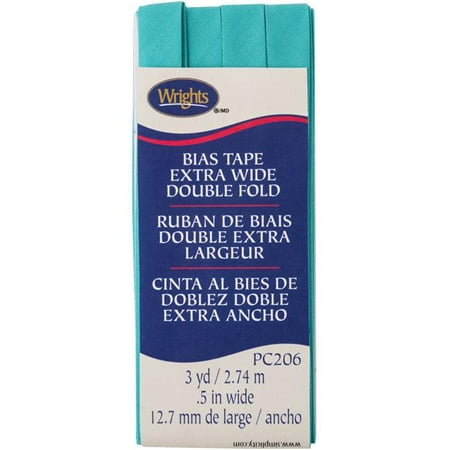 Wrights
®/MD
BIAS TAPE
EXTRA WIDE
DOUBLE FOLD
RUBAN DE BIAIS
DOUBLE EXTRA
LARGEUR
CINTA AL BIES DE
DOBLEZ DOBLE
EXTRA ANCHO
PC206
3 yd / 2.74 m
.5 in wide
12.7 mm de large / ancho
www.simplicity.com